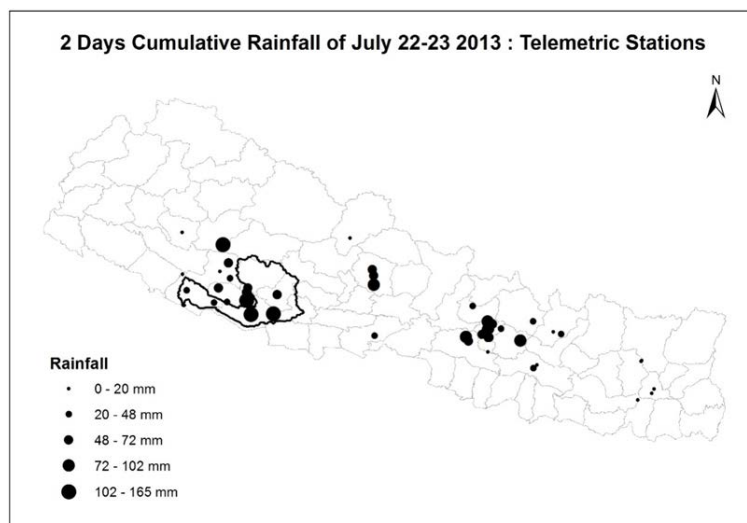 2 Days Cumulative Rainfall of July 22-23 2013 : Telemetric Stations
N
Rainfall
0 - 20 mm
20 - 48 mm
48 - 72 mm
72 - 102 mm
102 - 165 mm